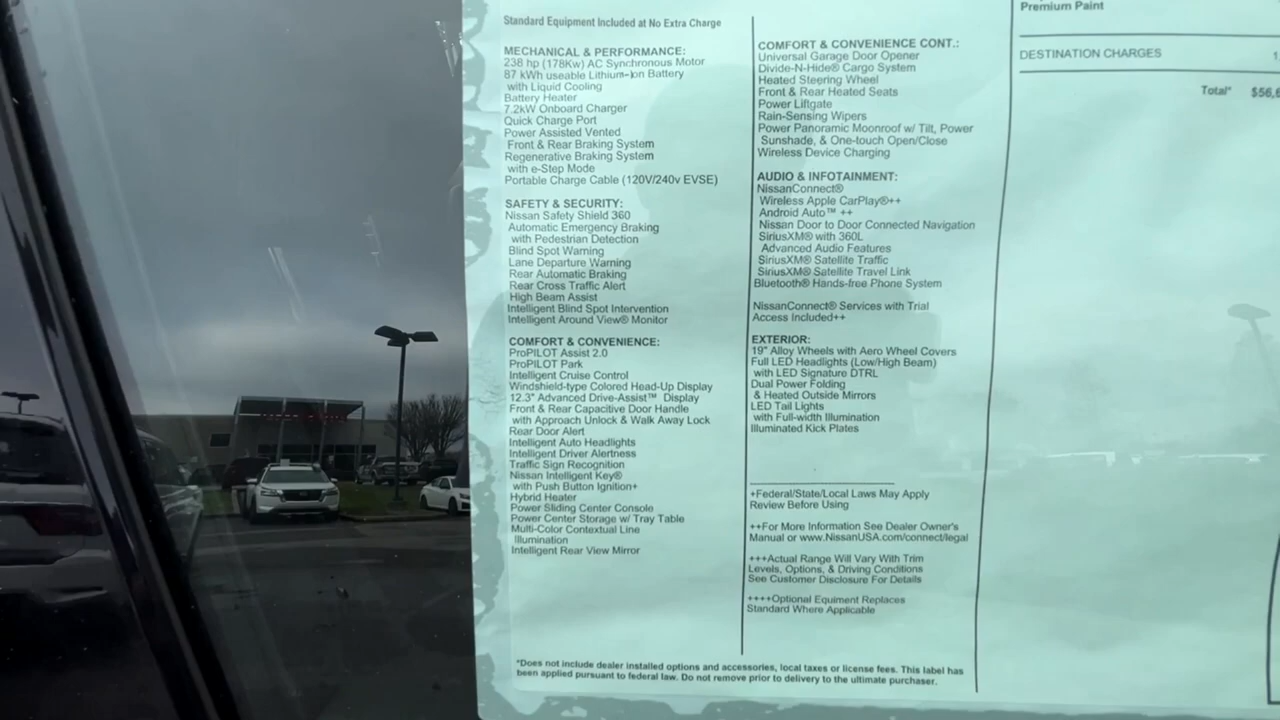 Standard Equipment Included at No Extra Charge
MECHANICAL & PERFORMANCE:
238 hp (178Kw) AC Synchronous Motor
87 kWh useable Lithium-Ion Battery
with Liquid Cooling
Battery Heater
7.2kW Onboard Charger
Quick Charge Port
Power Assisted Vented
Front & Rear Braking System
Regenerative Braking System
with e-Step Mode
Portable Charge Cable (120V/240v EVSE)
SAFETY & SECURITY:
Nissan Safety Shield 360
Automatic Emergency Braking
with Pedestrian Detection
Blind Spot Warning
Lane Departure Warning
Rear Automatic Braking
Rear Cross Traffic Alert
High Beam Assist
Intelligent Blind Spot Intervention
Intelligent Around View® Monitor
COMFORT & CONVENIENCE:
ProPILOT Assist 2.0
ProPILOT Park
Intelligent Cruise Control
Windshield-type Colored Head-Up Display
12.3" Advanced Drive-Assist™ Display
Front & Rear Capacitive Door Handle
with Approach Unlock & Walk Away Lock
Rear Door Alert
Intelligent Auto Headlights
Intelligent Driver Alertness
Traffic Sign Recognition
Nissan Intelligent Key®
with Push Button Ignition+
Hybrid Heater
Power Sliding Center Console
Power Center Storage w/ Tray Table
Multi-Color Contextual Line
Illumination
Intelligent Rear View Mirror
COMFORT & CONVENIENCE CONT.:
Universal Garage Door Opener
Divide-N-Hide® Cargo System
Heated Steering Wheel
Front & Rear Heated Seats
Power Liftgate
Rain-Sensing Wipers
Power Panoramic Moonroof w/ Tilt, Power
Sunshade, & One-touch Open/Close
Wireless Device Charging
AUDIO & INFOTAINMENT:
NissanConnect®
Wireless Apple CarPlay®++
Android Auto™ ++
Nissan Door to Door Connected Navigation
SiriusXM® with 360L
Advanced Audio Features
SiriusXM® Satellite Traffic
SiriusXM® Satellite Travel Link
Bluetooth® Hands-free Phone System
NissanConnect® Services with Trial
Access Included++
EXTERIOR:
19" Alloy Wheels with Aero Wheel Covers
Full LED Headlights (Low/High Beam)
with LED Signature DTRL
Dual Power Folding
& Heated Outside Mirrors
LED Tail Lights
with Full-width Illumination
Illuminated Kick Plates
+Federal/State/Local Laws May Apply
Review Before Using
++For More Information See Dealer Owner's
Manual or www.NissanUSA.com/connect/legal
+++Actual Range Will Vary With Trim
Levels, Options, & Driving Conditions
See Customer Disclosure For Details
++++Optional Equiment Replaces
Standard Where Applicable
*Does not include dealer installed options and accessories, local taxes or license fees. This label has
been applied pursuant to federal law. Do not remove prior to delivery to the ultimate purchaser.
Premium Paint
DESTINATION CHARGES 1,
Total* $56,6